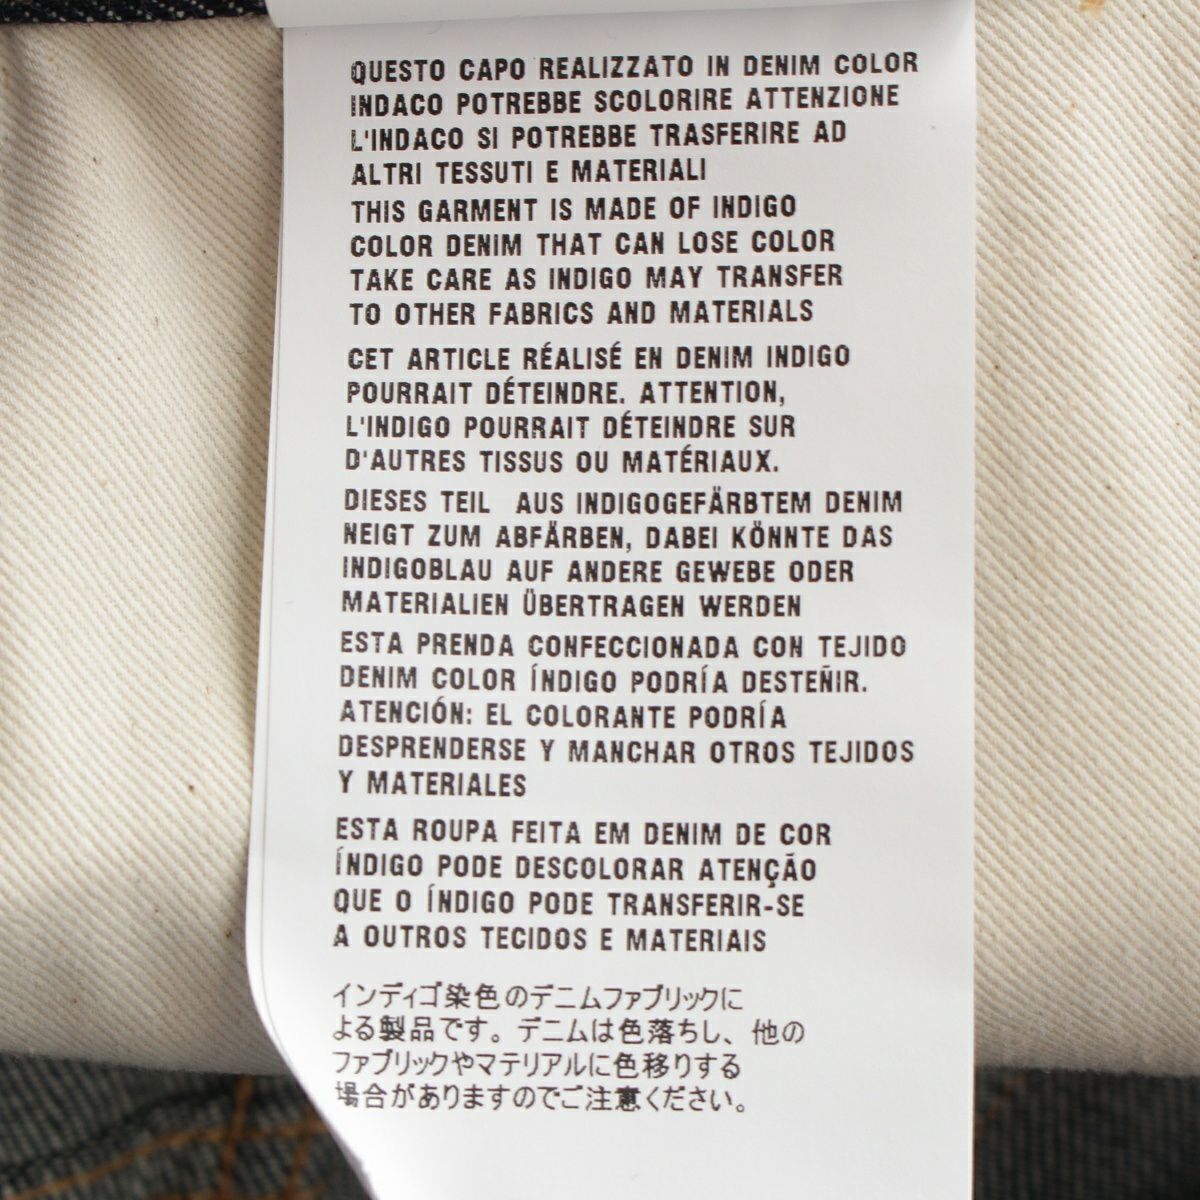 QUESTO CAPO REALIZZATO IN DENIM COLOR
INDACO POTREBBE SCOLORIRE ATTENZIONE
L'INDACO SI POTREBBE TRASFERIRE AD
ALTRI TESSUTI E MATERIALI
THIS GARMENT IS MADE OF INDIGO
COLOR DENIM THAT CAN LOSE COLOR
TAKE CARE AS INDIGO MAY TRANSFER
TO OTHER FABRICS AND MATERIALS
CET ARTICLE RÉALISÉ EN DENIM INDIGO
POURRAIT DÉTEINDRE. ATTENTION,
L'INDIGO POURRAIT DÉTEINDRE SUR
D'AUTRES TISSUS OU MATÉRIAUX.
DIESES TEIL AUS INDIGOGEFÄRBTEM DENIM
NEIGT ZUM ABFÄRBEN, DABEI KÖNNTE DAS
INDIGOBLAU AUF ANDERE GEWEBE ODER
MATERIALIEN ÜBERTRAGEN WERDEN
ESTA PRENDA CONFECCIONADA CON TEJIDO
DENIM COLOR ÍNDIGO PODRÍA DESTEÑIR.
ATENCIÓN: EL COLORANTE PODRÍA
DESPRENDERSE Y MANCHAR OTROS TEJIDOS
Y MATERIALES
ESTA ROUPA FEITA EM DENIM DE COR
ÍNDIGO PODE DESCOLORAR ATENÇÃO
QUE O ÍNDIGO PODE TRANSFERIR-SE
A OUTROS TECIDOS E MATERIAIS
インディゴ染色のデニムファブリックに
よる製品です。デニムは色落ちし、他の
ファブリックやマテリアルに色移りする
場合がありますのでご注意ください。